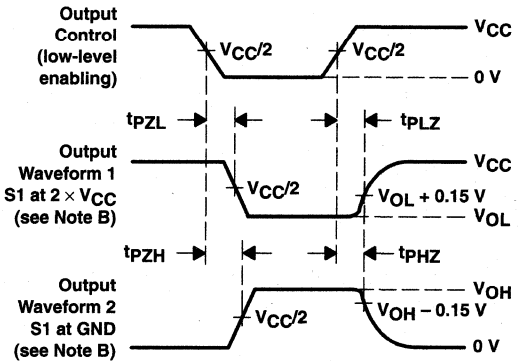 Output
Control
(low-level
enabling)
VCC/2
VCC/2
VCC
0 V
tPZL
tPLZ
Output
Waveform 1
S1 at 2 × VCC
(see Note B)
VCC/2
VCC
VOL + 0.15 V
VOL
tPZH
tPHZ
Output
Waveform 2
S1 at GND
(see Note B)
VCC/2
VOH
VOH − 0.15 V
0 V